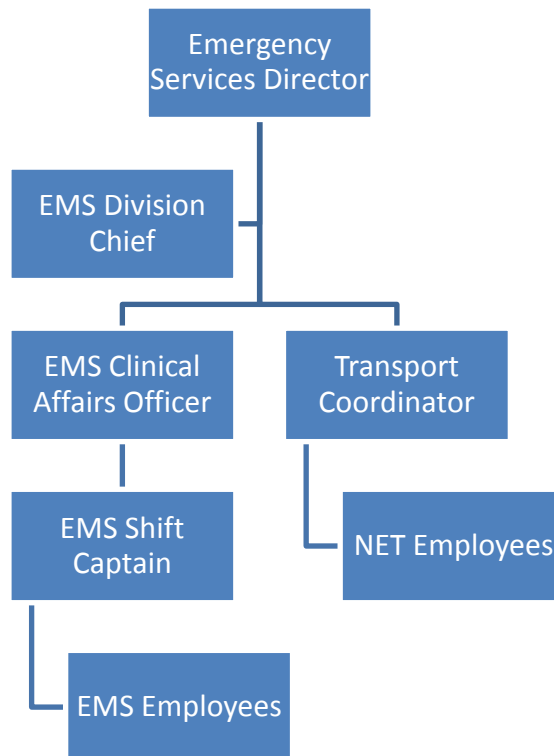 Emergency
Services Director
EMS Division
Chief
EMS Clinical
Affairs Officer
Transport
Coordinator
EMS Shift
Captain
NET Employees
EMS Employees